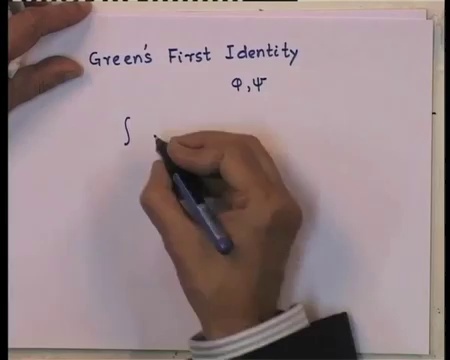 Green's First Identity
φ, ψ
∫